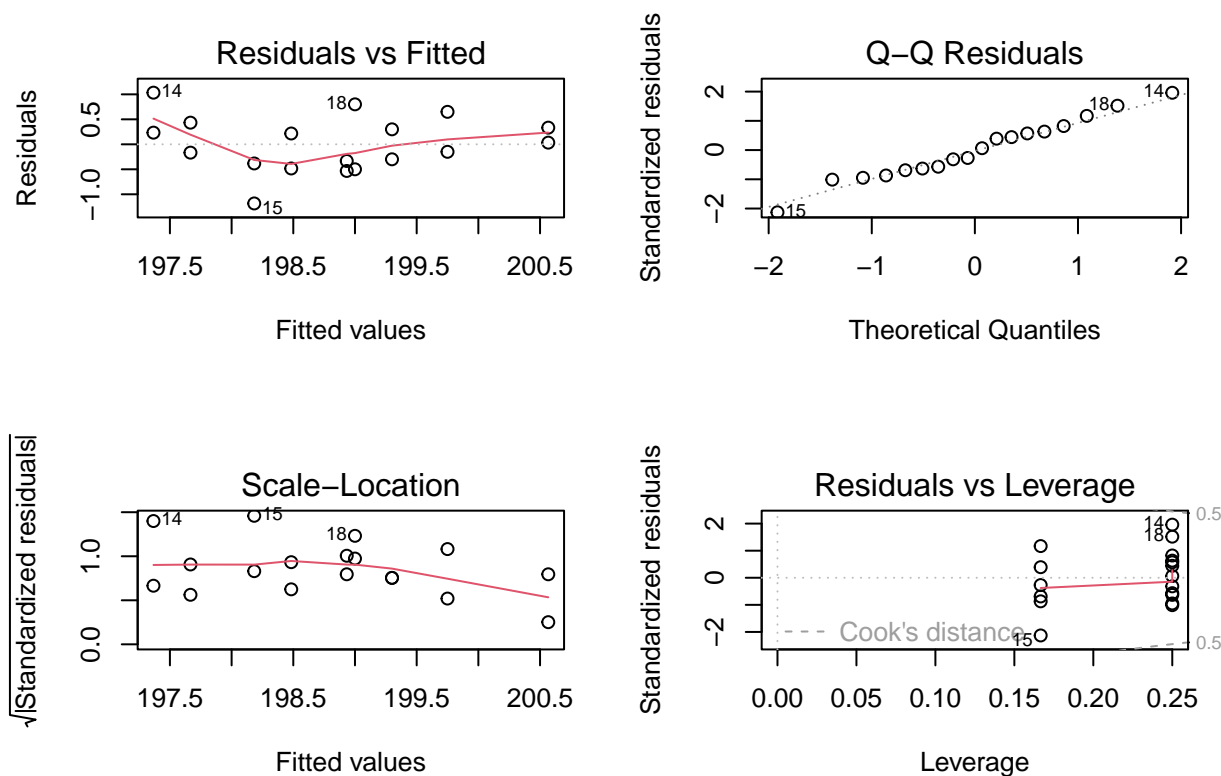 Residuals vs Fitted
Residuals
0.5
−1.0
14
18
15
197.5 198.5 199.5 200.5
Fitted values
Q−Q Residuals
Standardized residuals
2
0
−2
14
18
15
−2 −1 0 1 2
Theoretical Quantiles
Scale−Location
√|Standardized residuals|
1.0
0.0
14
15
18
197.5 198.5 199.5 200.5
Fitted values
Residuals vs Leverage
Standardized residuals
2
0
−2
14
18
15
0.5
0.5
Cook's distance
0.00 0.05 0.10 0.15 0.20 0.25
Leverage